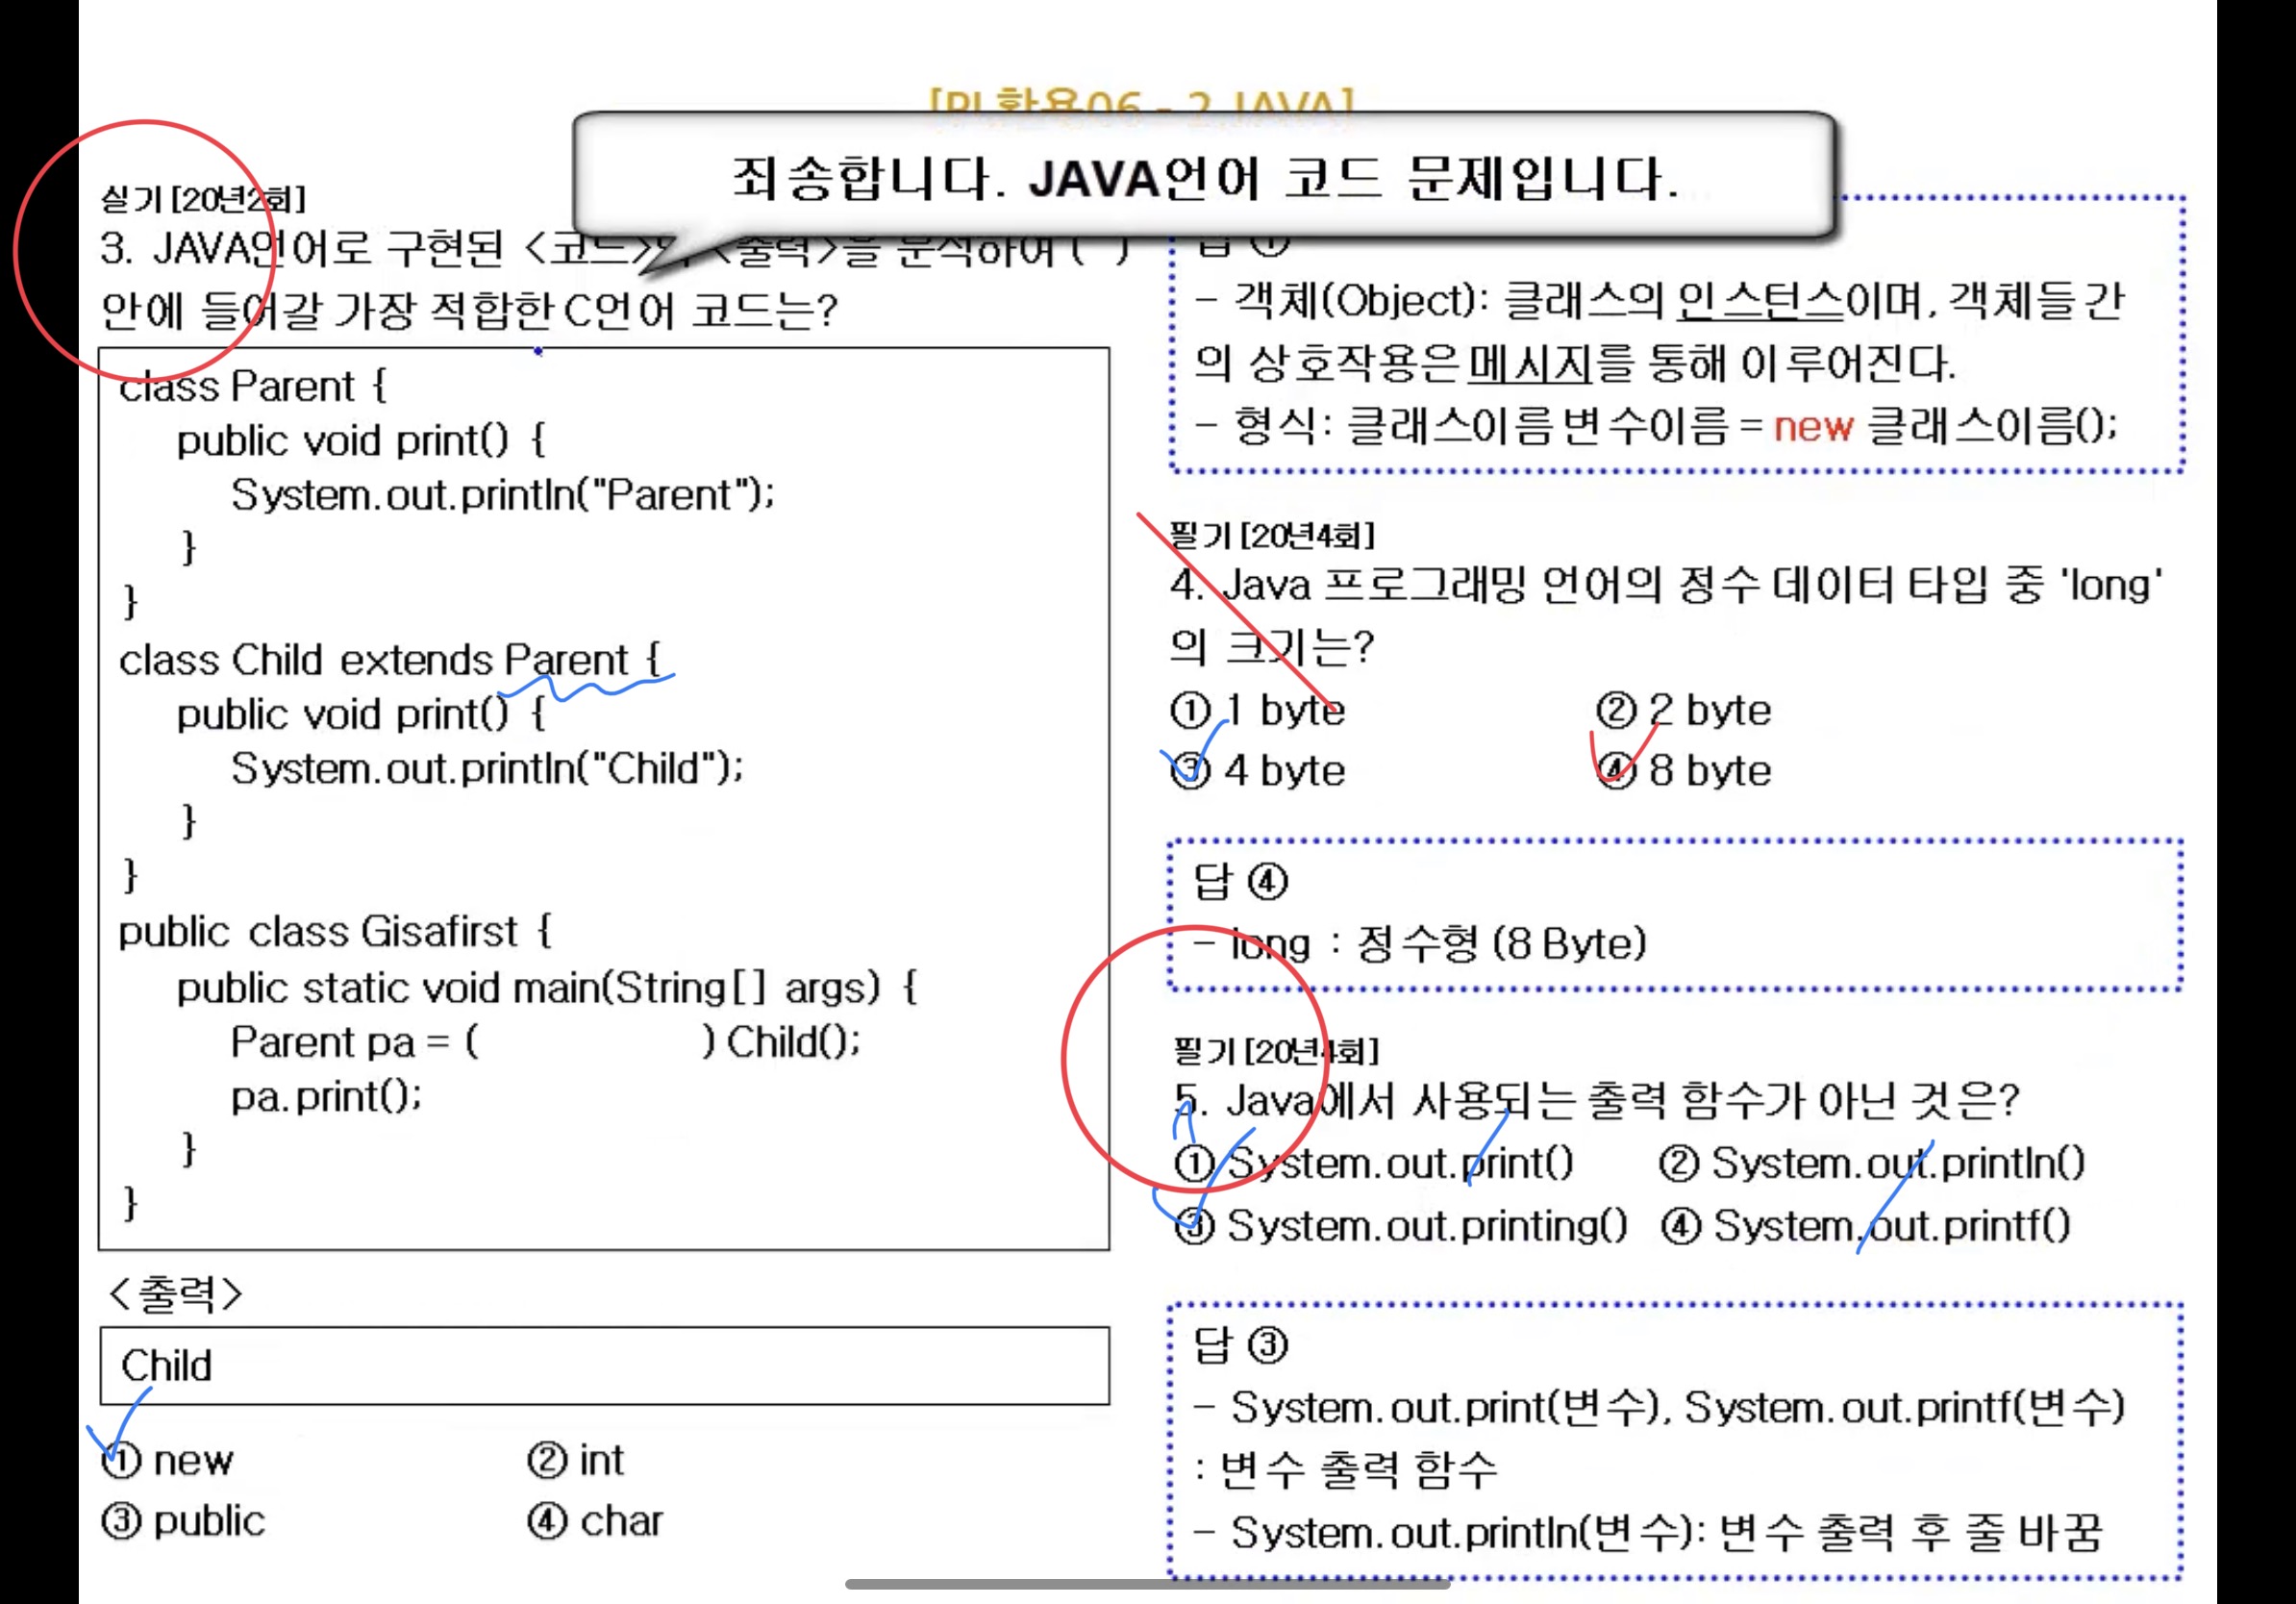 [PL활용06 - 2.JAVA]
죄송합니다. JAVA언어 코드 문제입니다.
실기 [20년2회]
3. JAVA언어로 구현된 <코드>와 <출력>을 분석하여 ( )
안에 들어갈 가장 적합한 C언어 코드는?
class Parent {
public void print() {
System.out.println("Parent");
}
}
class Child extends Parent {
public void print() {
System.out.println("Child");
}
}
public class Gisafirst {
public static void main(String[] args) {
Parent pa = ( ) Child();
pa.print();
}
}
<출력>
Child
① new ② int
③ public ④ char
답 ①
- 객체(Object): 클래스의 인스턴스이며, 객체들 간
의 상호작용은 메시지를 통해 이루어진다.
- 형식: 클래스이름 변수이름 = new 클래스이름();
필기 [20년4회]
4. Java 프로그래밍 언어의 정수 데이터 타입 중 'long'
의 크기는?
① 1 byte ② 2 byte
③ 4 byte ④ 8 byte
답 ④
- long : 정수형 (8 Byte)
필기 [20년4회]
5. Java에서 사용되는 출력 함수가 아닌 것은?
① System.out.print() ② System.out.println()
③ System.out.printing() ④ System.out.printf()
답 ③
- System.out.print(변수), System.out.printf(변수)
: 변수 출력 함수
- System.out.println(변수): 변수 출력 후 줄 바꿈